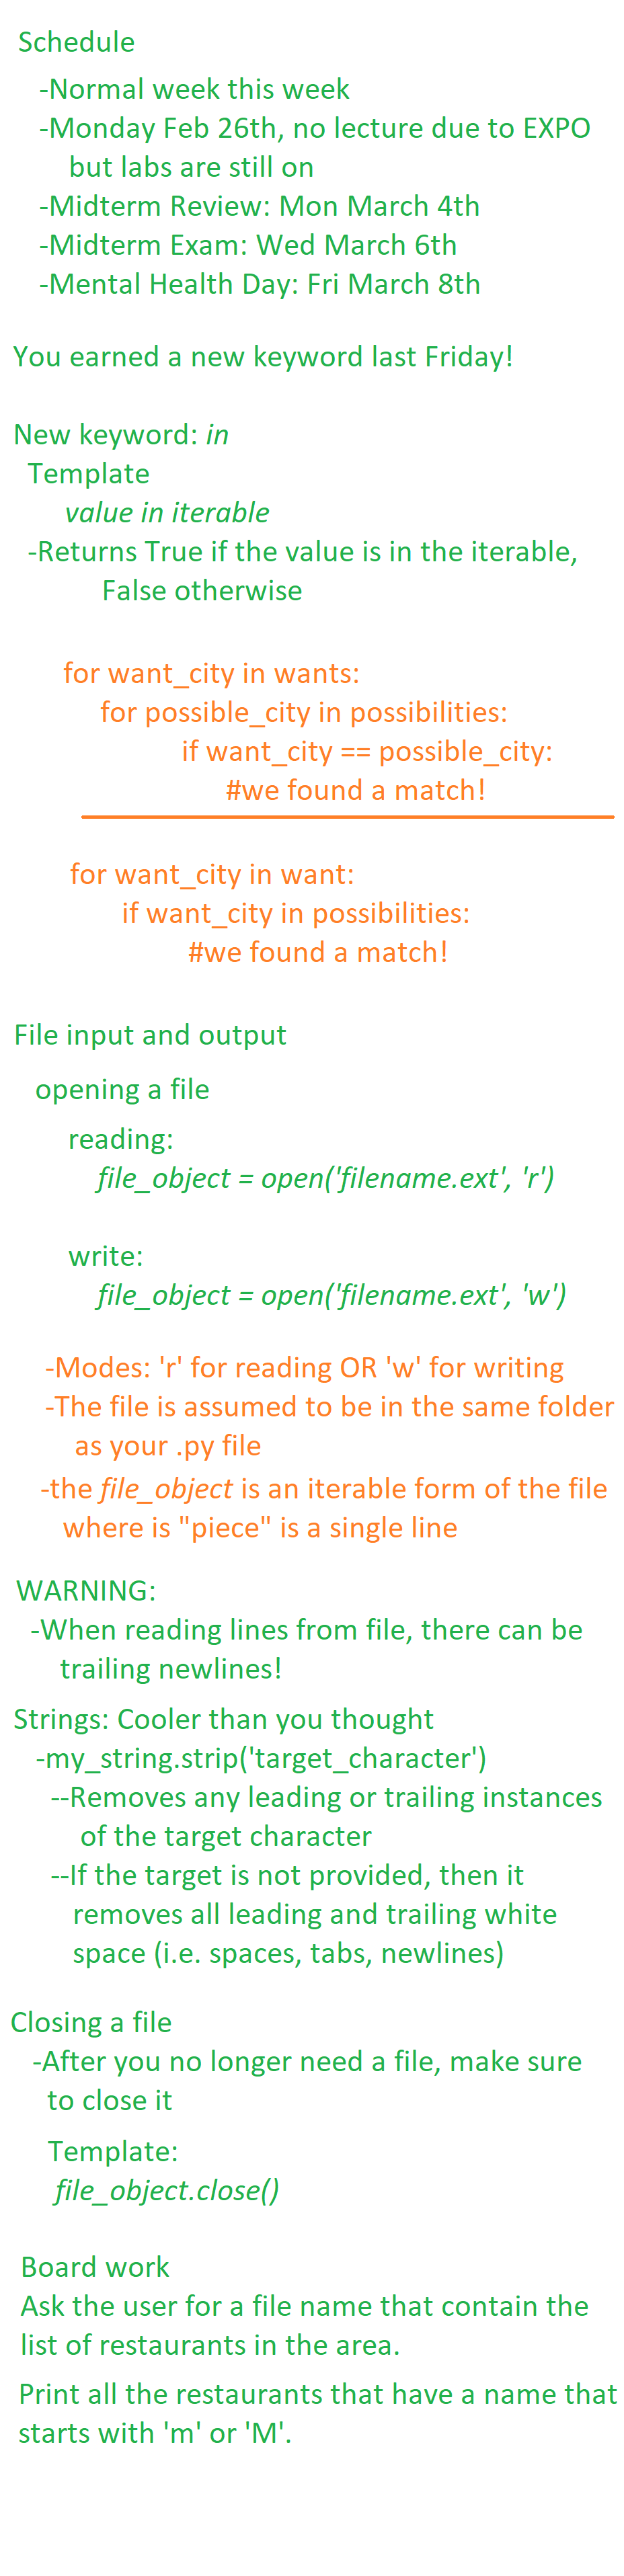 Schedule
-Normal week this week
-Monday Feb 26th, no lecture due to EXPO
but labs are still on
-Midterm Review: Mon March 4th
-Midterm Exam: Wed March 6th
-Mental Health Day: Fri March 8th
You earned a new keyword last Friday!
New keyword: in
Template
value in iterable
-Returns True if the value is in the iterable,
False otherwise
for want_city in wants:
for possible_city in possibilities:
if want_city == possible_city:
#we found a match!
for want_city in want:
if want_city in possibilities:
#we found a match!
File input and output
opening a file
reading:
file_object = open('filename.ext', 'r')
write:
file_object = open('filename.ext', 'w')
-Modes: 'r' for reading OR 'w' for writing
-The file is assumed to be in the same folder
as your .py file
-the file_object is an iterable form of the file
where is "piece" is a single line
WARNING:
-When reading lines from file, there can be
trailing newlines!
Strings: Cooler than you thought
-my_string.strip('target_character')
--Removes any leading or trailing instances
of the target character
--If the target is not provided, then it
removes all leading and trailing white
space (i.e. spaces, tabs, newlines)
Closing a file
-After you no longer need a file, make sure
to close it
Template:
file_object.close()
Board work
Ask the user for a file name that contain the
list of restaurants in the area.
Print all the restaurants that have a name that
starts with 'm' or 'M'.